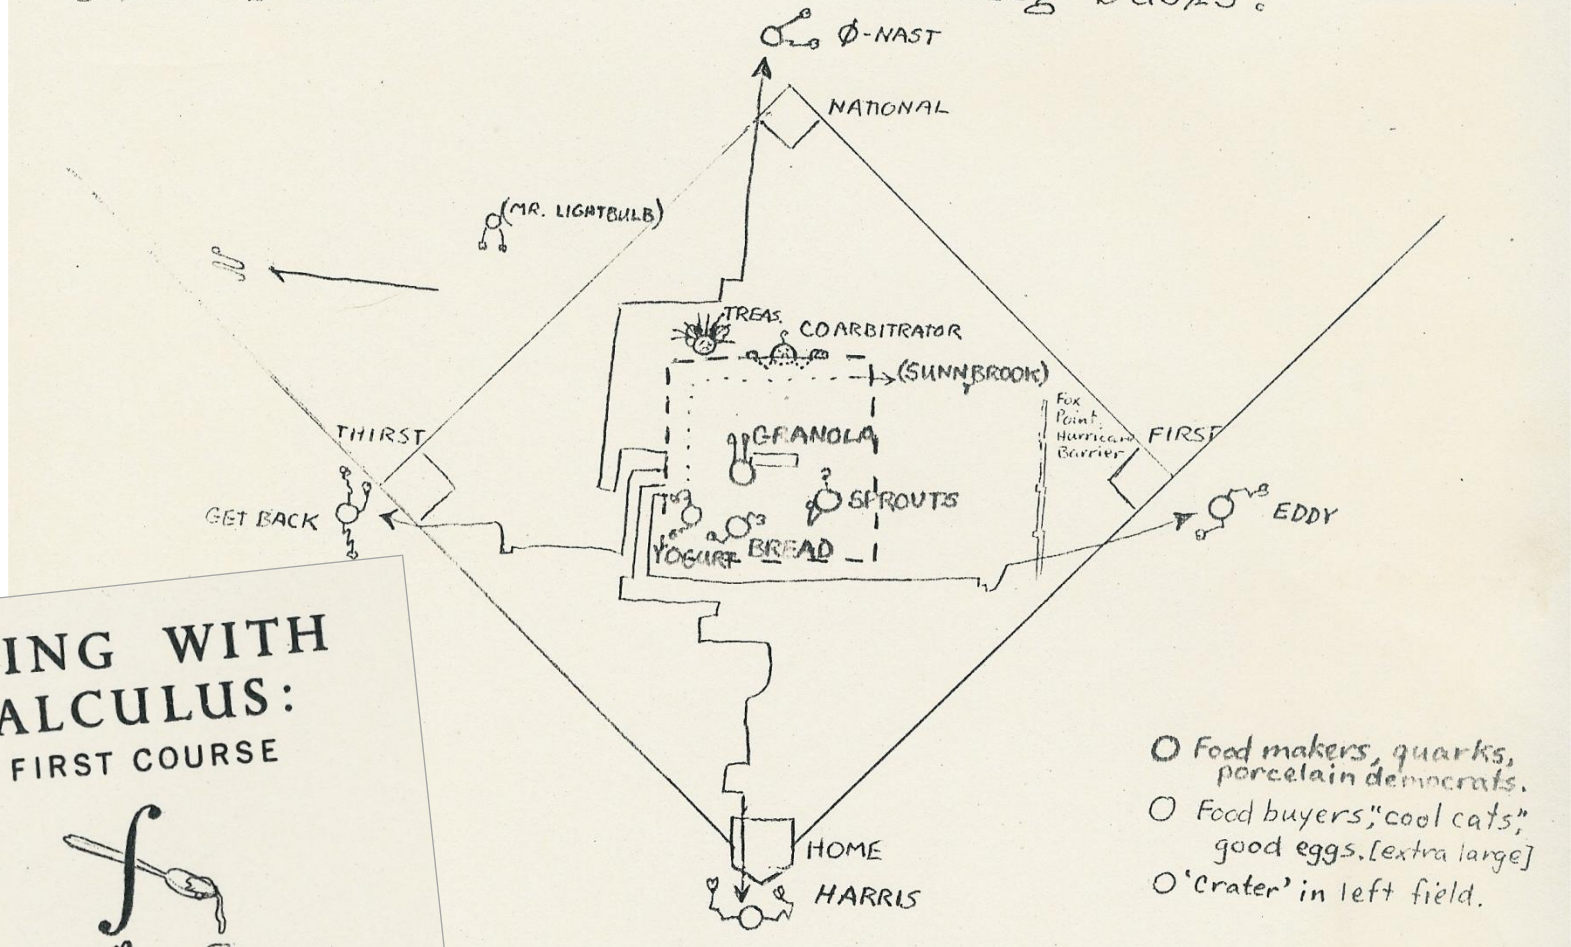 Ø-NAST
NATIONAL
(MR. LIGHTBULB)
TREAS.
COARBITRATOR
(SUNNYBROOK)
Fox
Point
Hurricane
Barrier
THIRST
GRANOLA
FIRST
GET BACK
SPROUTS
EDDY
YOGURT
BREAD
ING WITH
ALCULUS:
FIRST COURSE
∫
O Food makers, quarks,
porcelain democrats.
O Food buyers, "cool cats",
good eggs. [extra large]
O 'Crater' in left field.
HOME
HARRIS